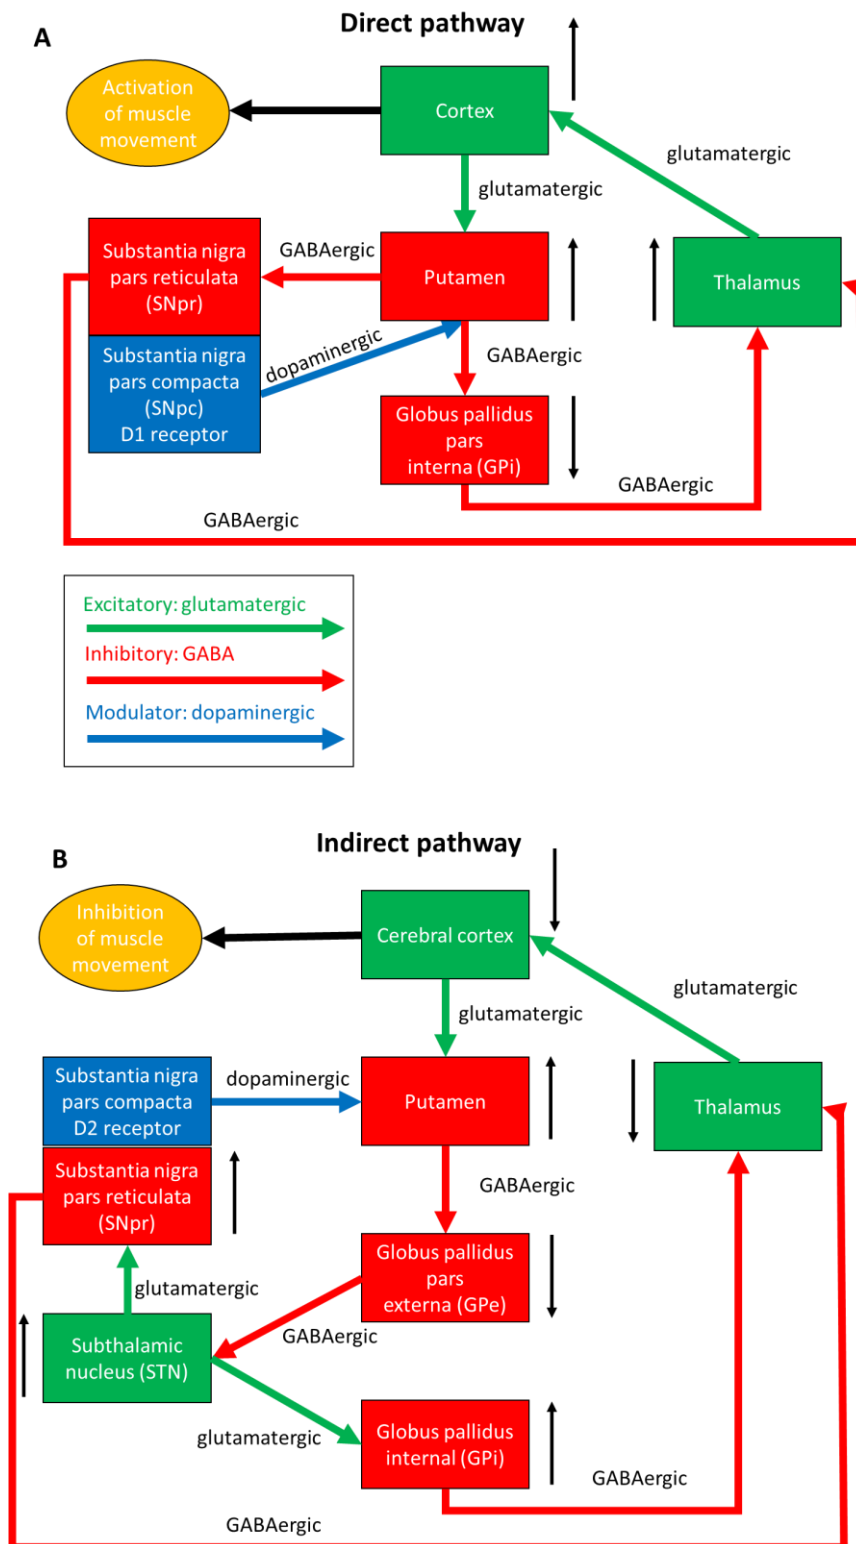 A
Direct pathway
Activation
of muscle
movement
Cortex
glutamatergic
glutamatergic
Substantia nigra
pars reticulata
(SNpr)
GABAergic
Putamen
Thalamus
Substantia nigra
pars compacta
(SNpc)
D1 receptor
dopaminergic
GABAergic
Globus pallidus
pars
interna (GPi)
GABAergic
GABAergic
Excitatory: glutamatergic
Inhibitory: GABA
Modulator: dopaminergic
B
Indirect pathway
Inhibition
of muscle
movement
Cerebral cortex
glutamatergic
glutamatergic
Substantia nigra
pars compacta
D2 receptor
dopaminergic
Putamen
Thalamus
Substantia nigra
pars reticulata
(SNpr)
GABAergic
Globus pallidus
pars
externa (GPe)
glutamatergic
GABAergic
Subthalamic
nucleus (STN)
glutamatergic
Globus pallidus
internal (GPi)
GABAergic
GABAergic